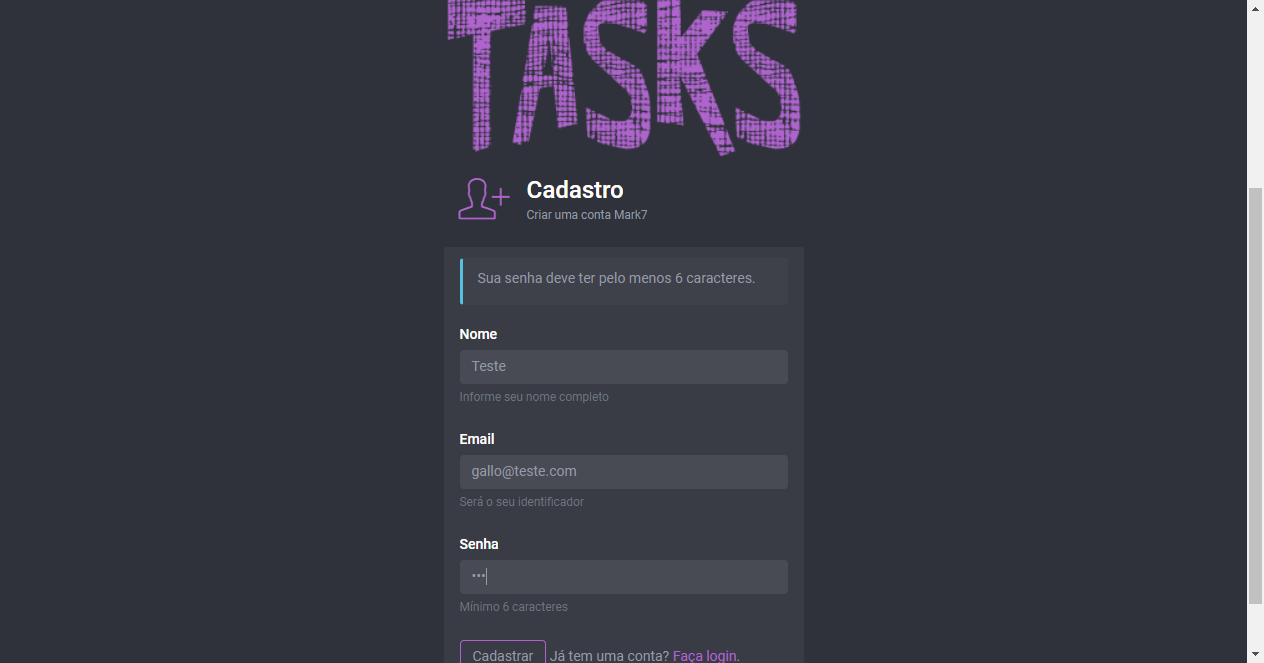 TASKS
Cadastro
Criar uma conta Mark7
Sua senha deve ter pelo menos 6 caracteres.
Nome
Teste
Informe seu nome completo
Email
gallo@teste.com
Será o seu identificador
Senha
•••
Mínimo 6 caracteres
Cadastrar Já tem uma conta? Faça login.